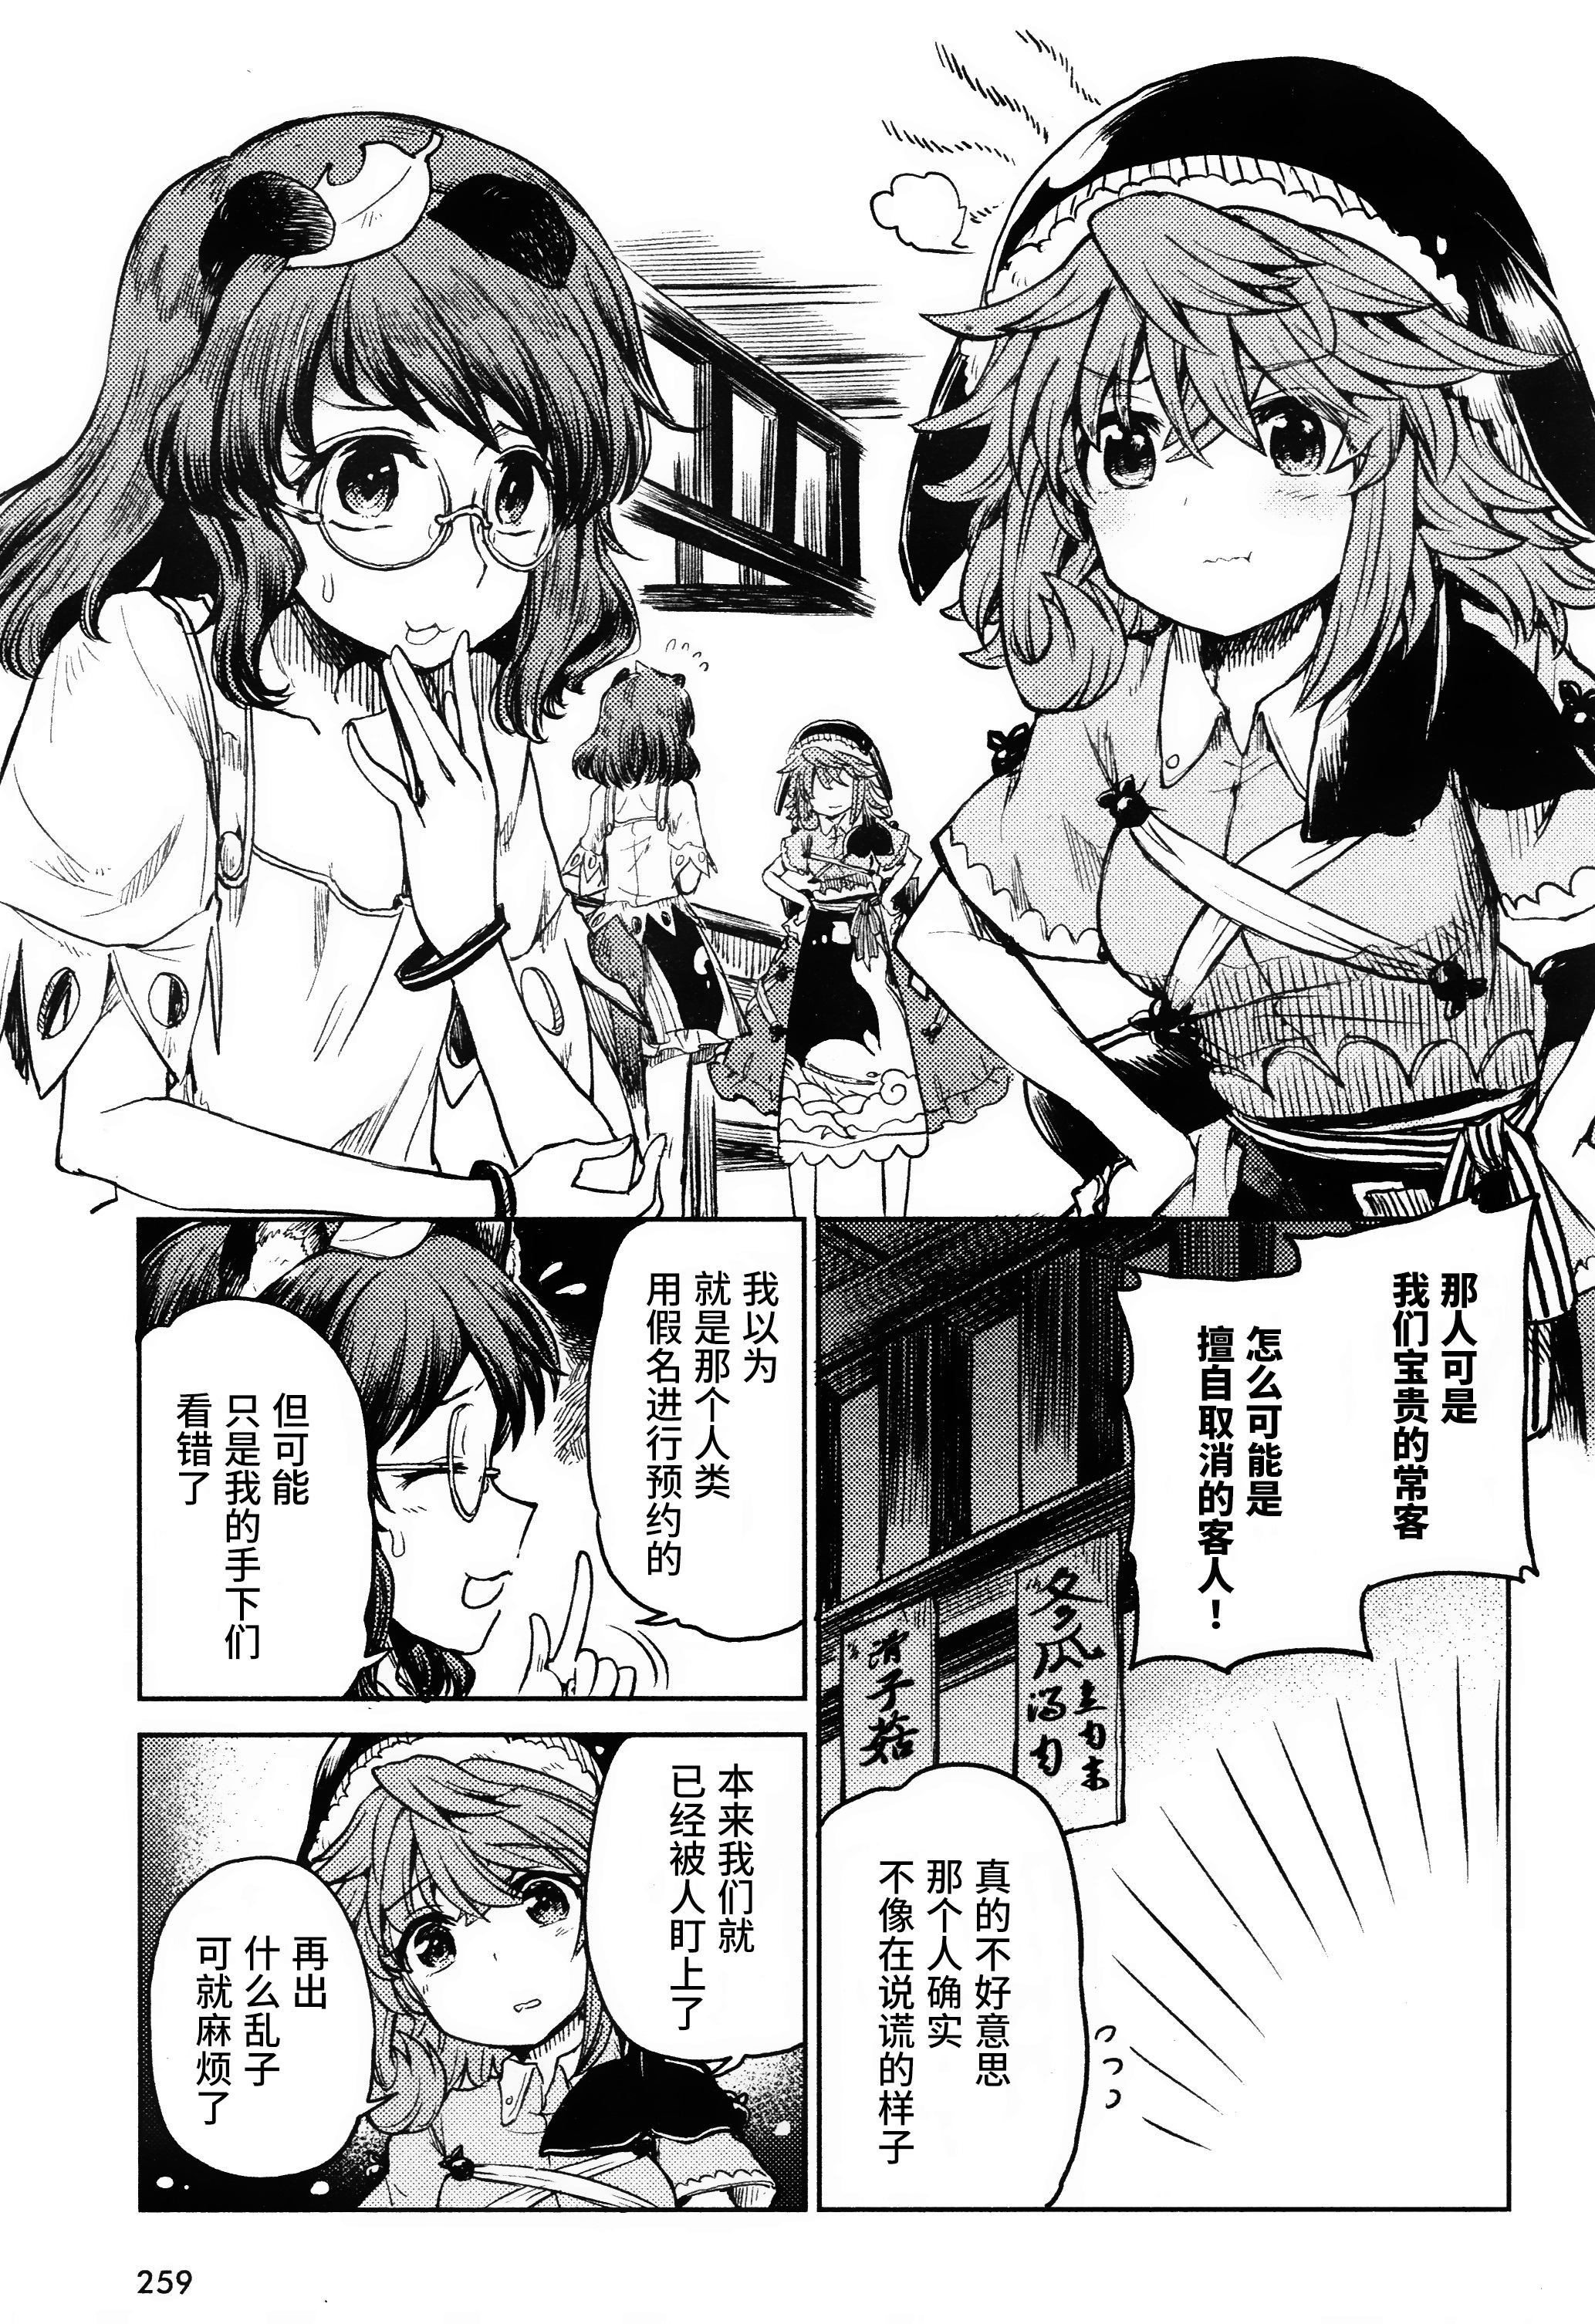 那人可是
我们宝贵的常客
怎么可能是
擅自取消的客人！
冬瓜
滑子菇
真的不好意思
那个人确实
不像在说谎的样子
我以为
就是那个人类
用假名进行预约的
但可能
只是我的手下们
看错了
本来我们就
已经被人盯上了
再出
什么乱子
可就麻烦了
259